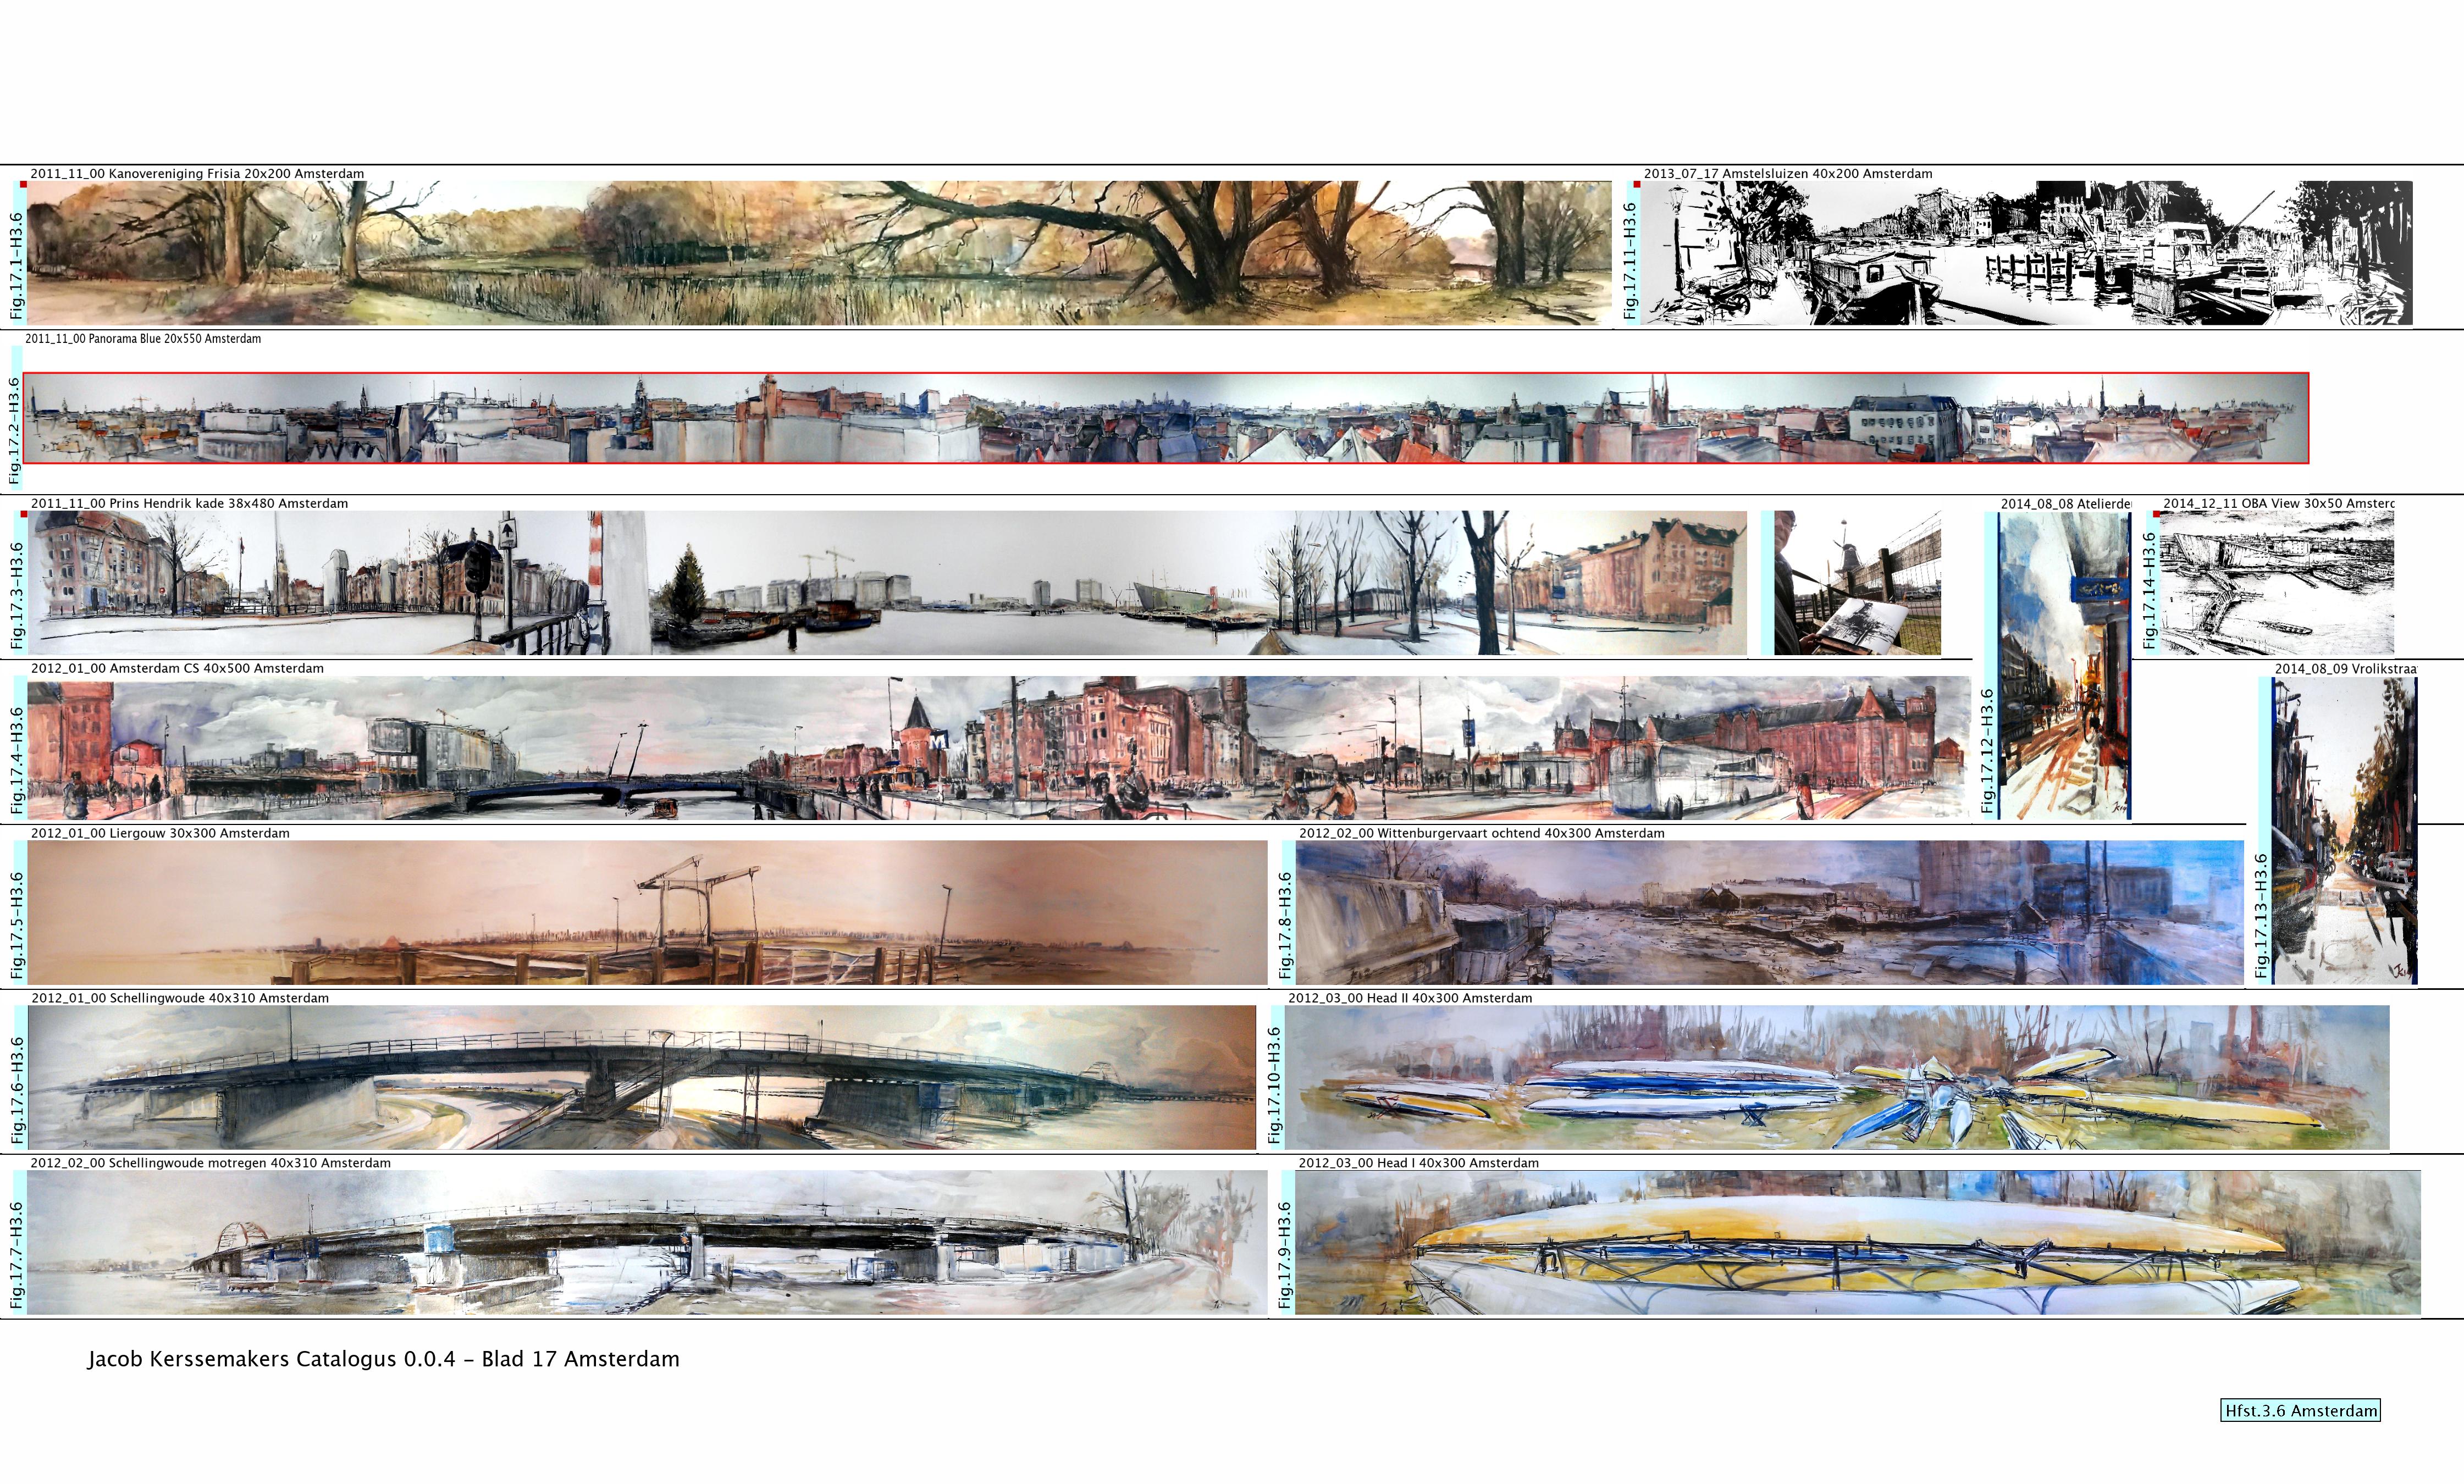 2011_11_00 Kanovereniging Frisia 20x200 Amsterdam
Fig.17.1-H3.6
2013_07_17 Amstelsluizen 40x200 Amsterdam
Fig.17.11-H3.6
2011_11_00 Panorama Blue 20x550 Amsterdam
Fig.17.2-H3.6
2011_11_00 Prins Hendrik kade 38x480 Amsterdam
Fig.17.3-H3.6
2014_08_08 Atelierde
Fig.17.12-H3.6
2014_12_11 OBA View 30x50 Amster
Fig.17.14-H3.6
2012_01_00 Amsterdam CS 40x500 Amsterdam
Fig.17.4-H3.6
2014_08_09 Vrolikstraa
Fig.17.13-H3.6
2012_01_00 Liergouw 30x300 Amsterdam
Fig.17.5-H3.6
2012_02_00 Wittenburgervaart ochtend 40x300 Amsterdam
Fig.17.8-H3.6
2012_01_00 Schellingwoude 40x310 Amsterdam
Fig.17.6-H3.6
2012_03_00 Head II 40x300 Amsterdam
Fig.17.10-H3.6
2012_02_00 Schellingwoude motregen 40x310 Amsterdam
Fig.17.7-H3.6
2012_03_00 Head I 40x300 Amsterdam
Fig.17.9-H3.6
Jacob Kerssemakers Catalogus 0.0.4 - Blad 17 Amsterdam
Hfst.3.6 Amsterdam